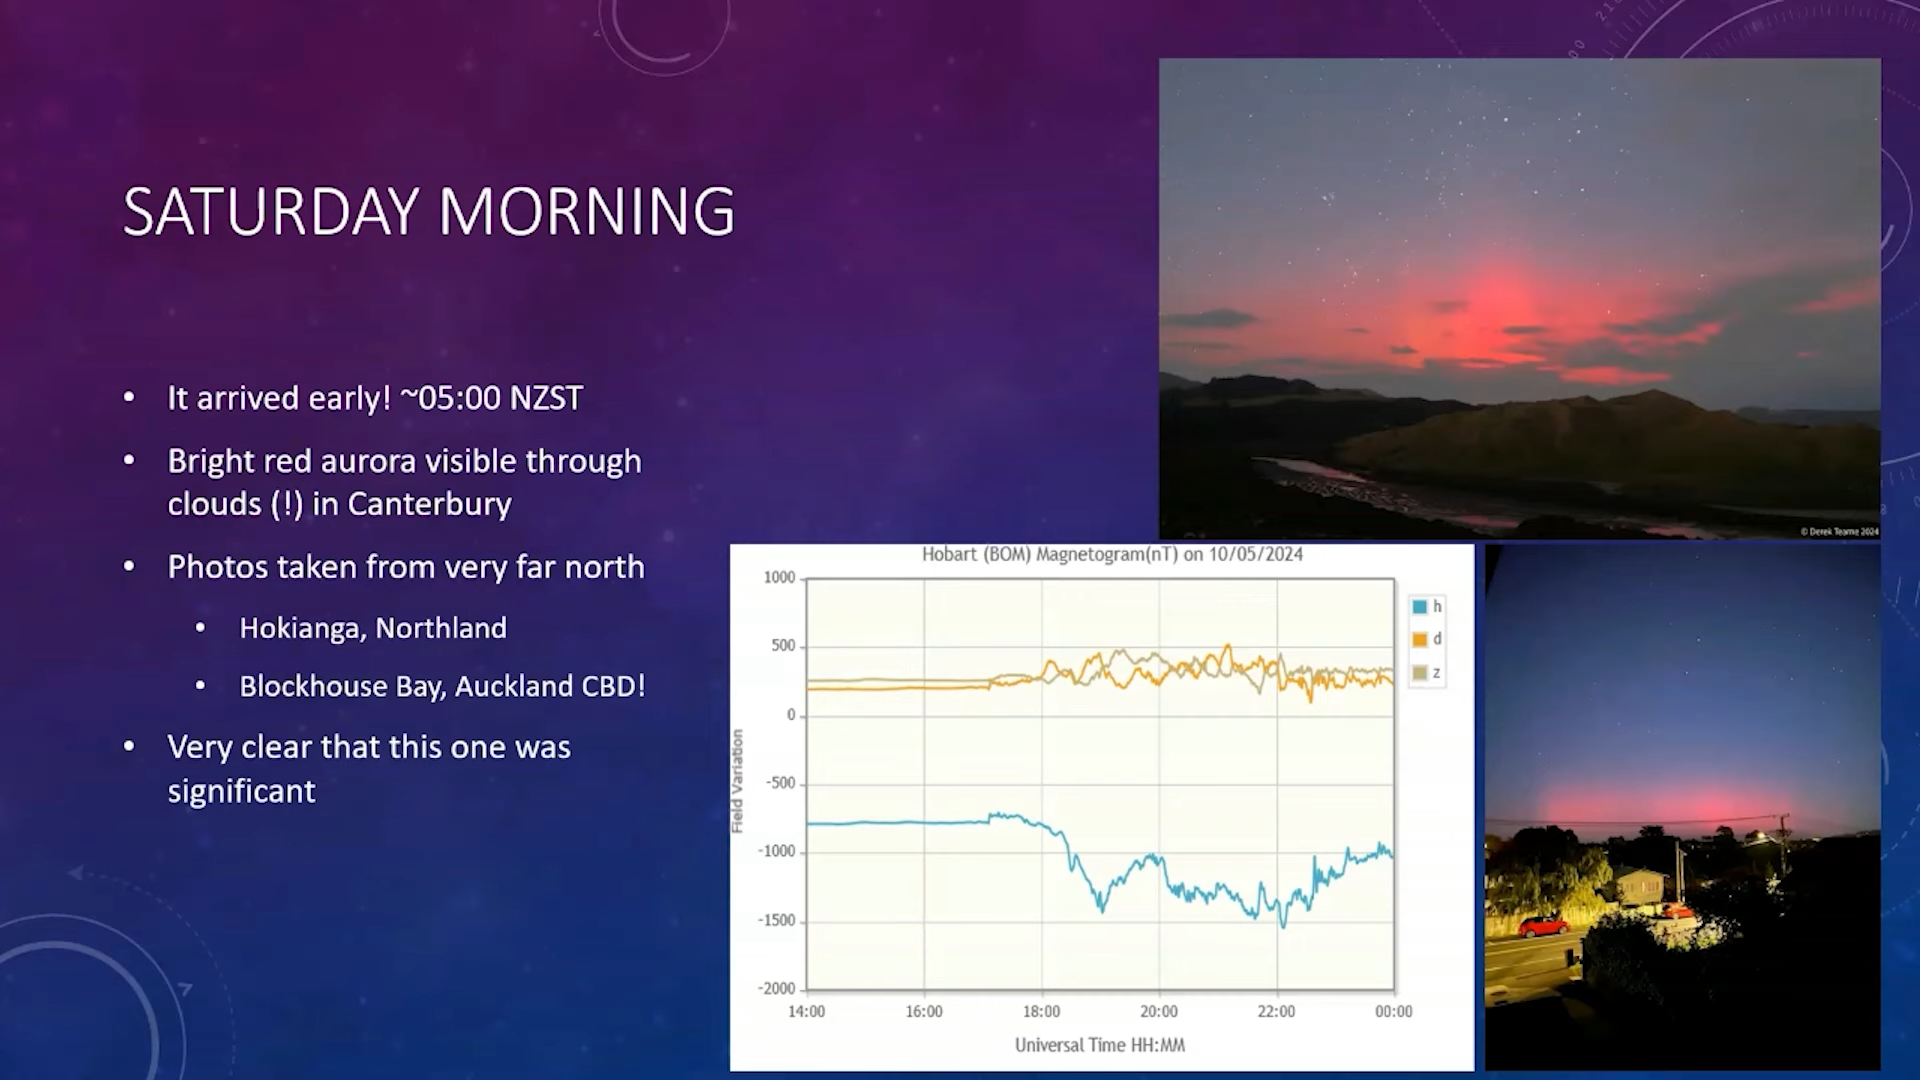 SATURDAY MORNING
• It arrived early! ~05:00 NZST
• Bright red aurora visible through
clouds (!) in Canterbury
• Photos taken from very far north
• Hokianga, Northland
• Blockhouse Bay, Auckland CBD!
• Very clear that this one was
significant
© Derek Tearne 2024
Hobart (BOM) Magnetogram(nT) on 10/05/2024
Field Variation
1000
500
0
-500
-1000
-1500
-2000
14:00 16:00 18:00 20:00 22:00 00:00
Universal Time HH:MM
h
d
z